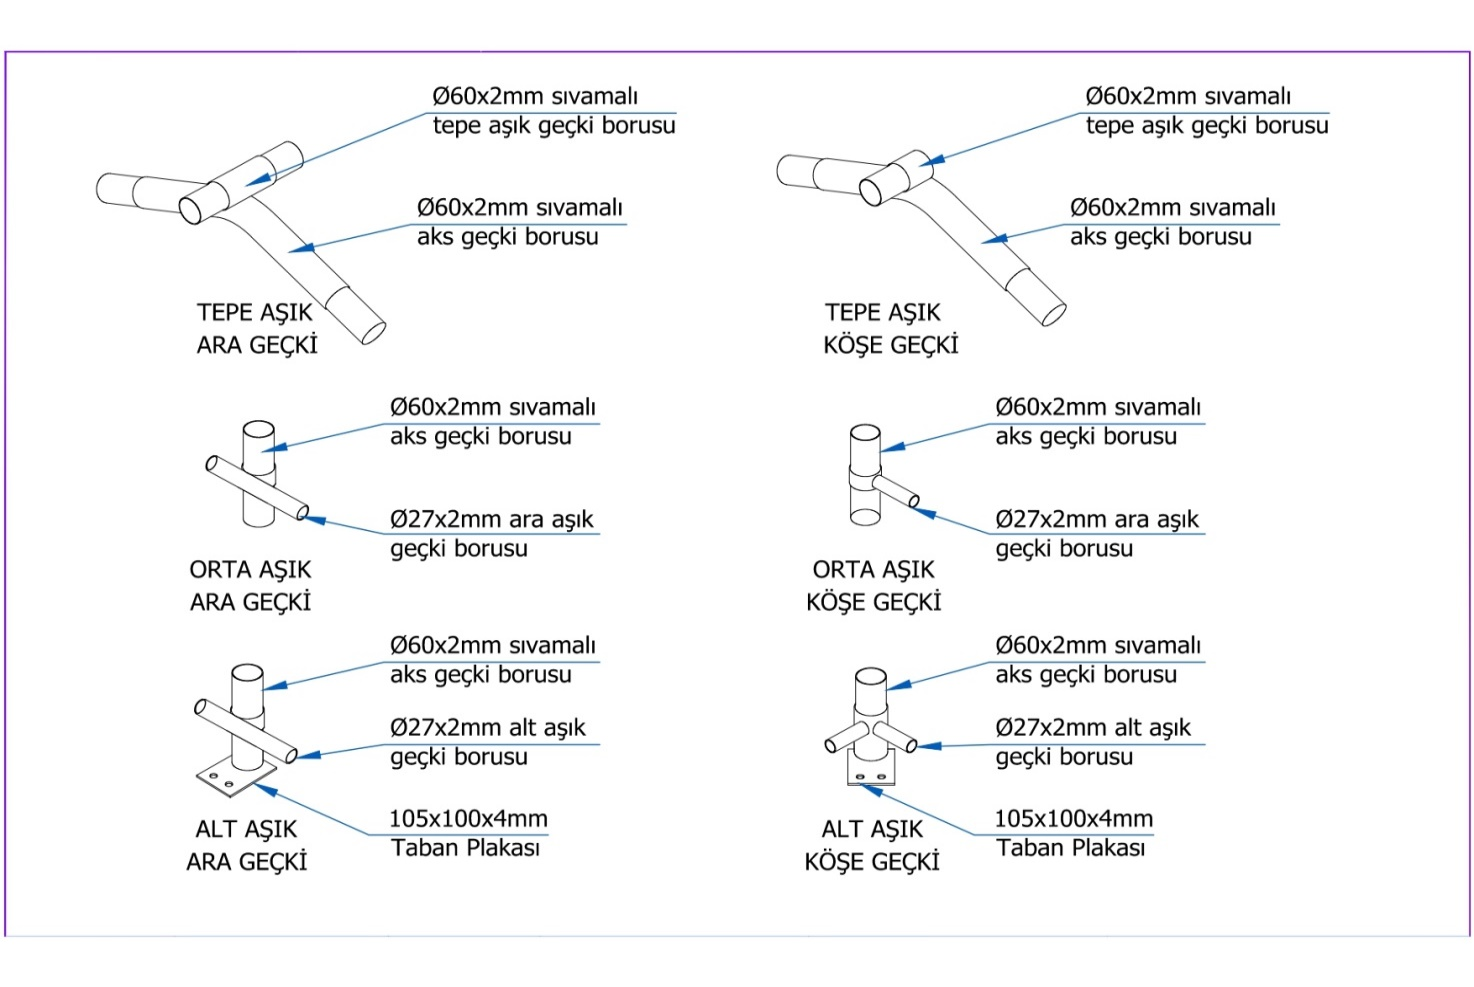 Ø60x2mm sıvamalı
tepe aşık geçki borusu
Ø60x2mm sıvamalı
aks geçki borusu
TEPE AŞIK
ARA GEÇKİ
Ø60x2mm sıvamalı
tepe aşık geçki borusu
Ø60x2mm sıvamalı
aks geçki borusu
TEPE AŞIK
KÖŞE GEÇKİ
Ø60x2mm sıvamalı
aks geçki borusu
Ø27x2mm ara aşık
geçki borusu
ORTA AŞIK
ARA GEÇKİ
Ø60x2mm sıvamalı
aks geçki borusu
Ø27x2mm ara aşık
geçki borusu
ORTA AŞIK
KÖŞE GEÇKİ
Ø60x2mm sıvamalı
aks geçki borusu
Ø27x2mm alt aşık
geçki borusu
105x100x4mm
Taban Plakası
ALT AŞIK
ARA GEÇKİ
Ø60x2mm sıvamalı
aks geçki borusu
Ø27x2mm alt aşık
geçki borusu
105x100x4mm
Taban Plakası
ALT AŞIK
KÖŞE GEÇKİ